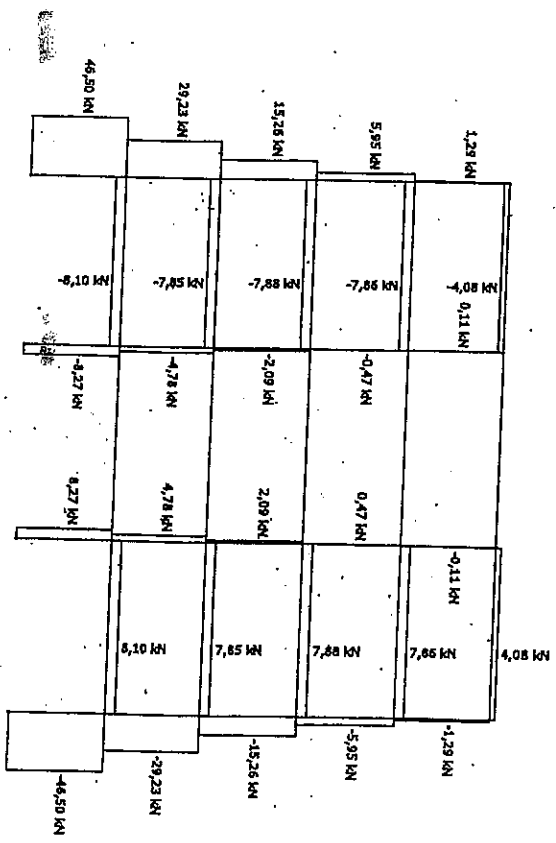 46,50 kN
29,23 kN
15,26 kN
5,95 kN
1,29 kN
-8,10 kN
-7,85 kN
-7,88 kN
-7,86 kN
-4,08 kN
0,11 kN
-8,27 kN
-4,78 kN
-2,09 kN
-0,47 kN
8,27 kN
4,78 kN
2,09 kN
0,47 kN
-0,11 kN
8,10 kN
7,85 kN
7,88 kN
7,86 kN
4,08 kN
-46,50 kN
-29,23 kN
-15,26 kN
-5,95 kN
-1,29 kN